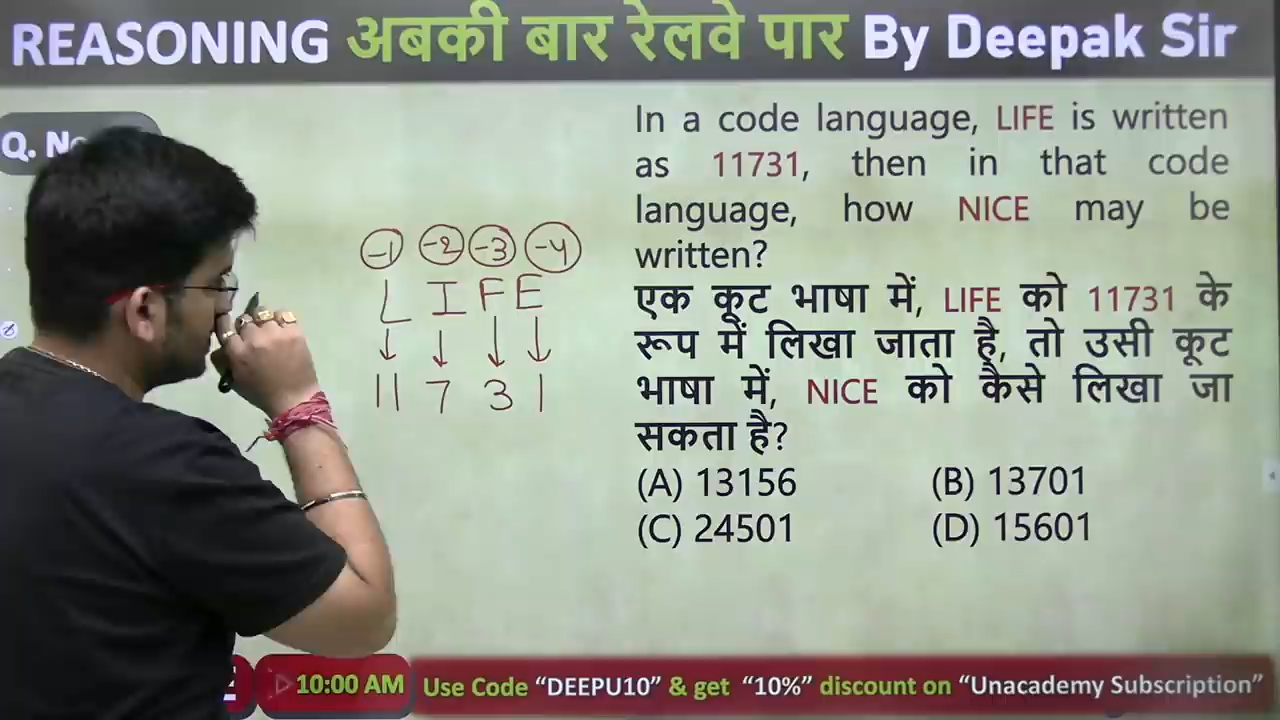 REASONING अबकी बार रेलवे पार By Deepak Sir
Q. No
In a code language, LIFE is written
as 11731, then in that code
language, how NICE may be
written?
एक कूट भाषा में, LIFE को 11731 के
रूप में लिखा जाता है, तो उसी कूट
भाषा में, NICE को कैसे लिखा जा
सकता है?
(A) 13156 (B) 13701
(C) 24501 (D) 15601
-1 -2 -3 -4
L I F E
11 7 3 1
10:00 AM Use Code “DEEPU10” & get “10%” discount on “Unacademy Subscription”